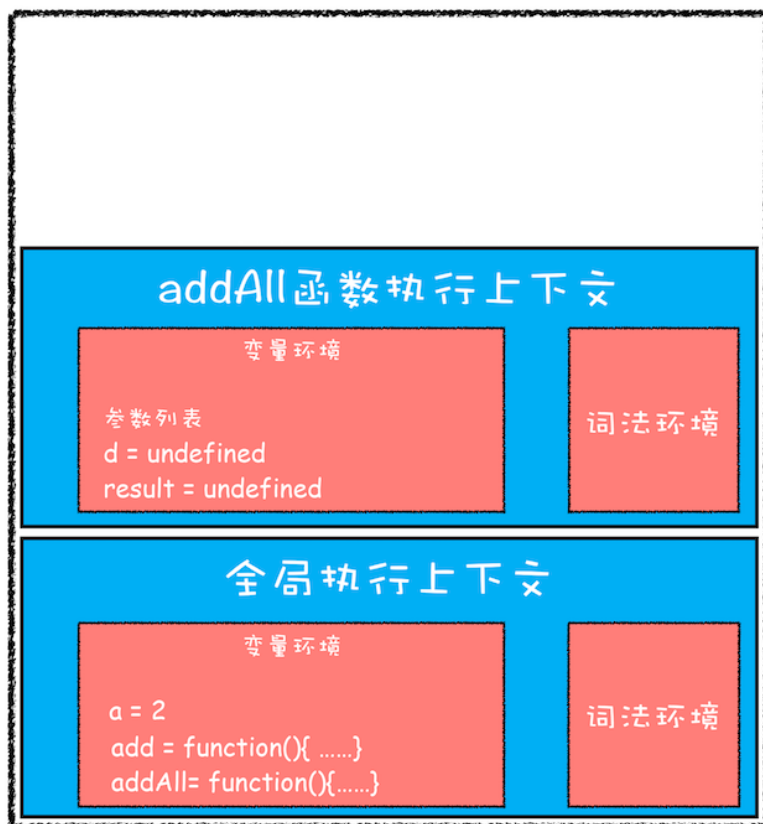 addAll函数执行上下文
变量环境
参数列表
d = undefined
result = undefined
词法环境
全局执行上下文
变量环境
a = 2
add = function(){ ......}
addAll= function(){......}
词法环境